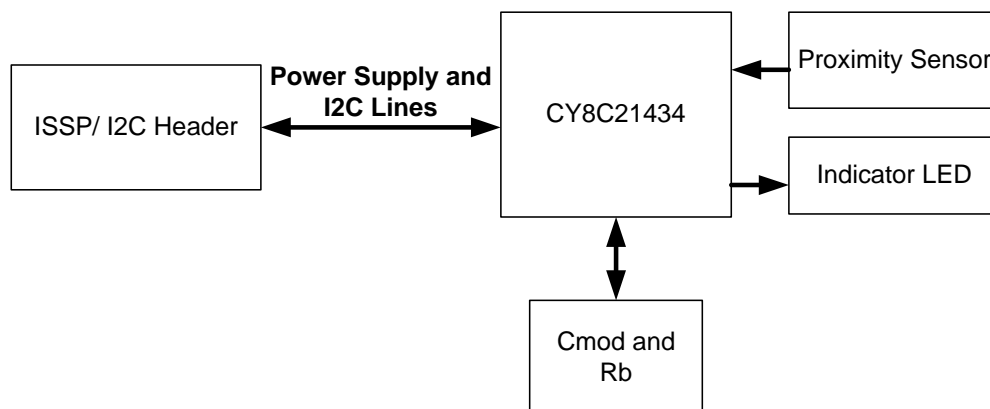 ISSP/ I2C Header
Power Supply and
I2C Lines
CY8C21434
Proximity Sensor
Indicator LED
Cmod and
Rb